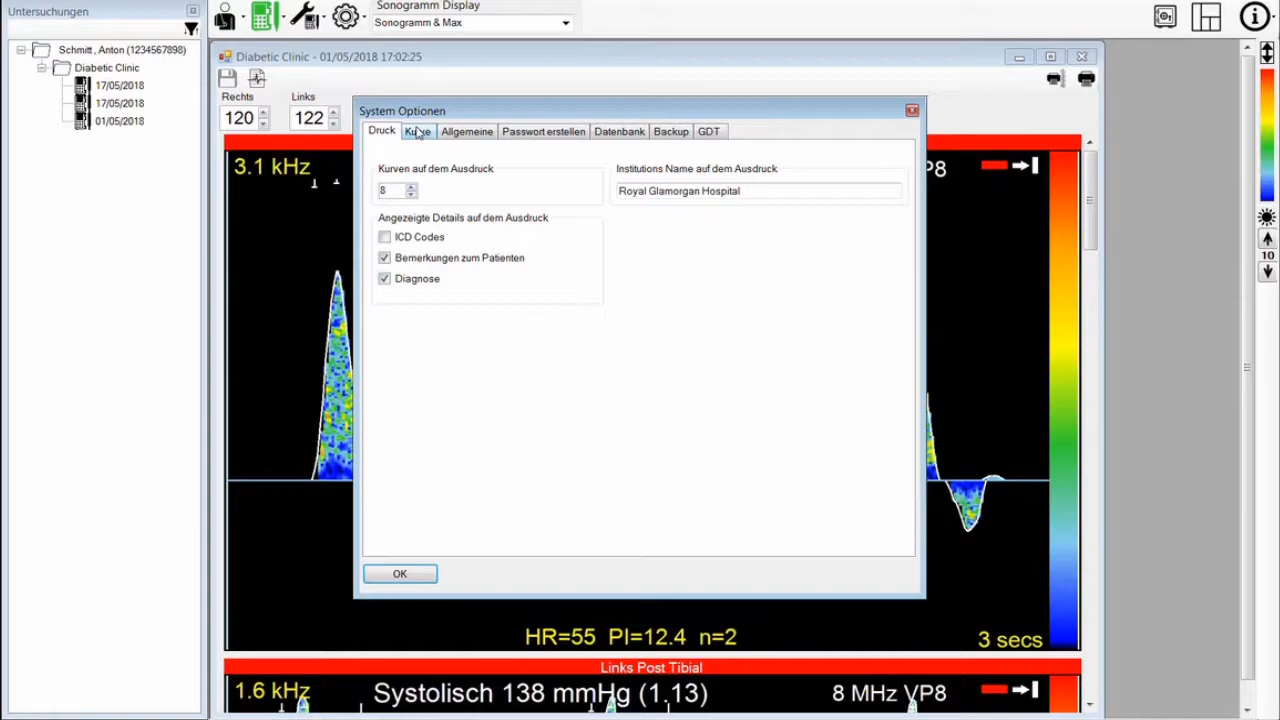 Untersuchungen
Schmitt , Anton (1234567898)
Diabetic Clinic
17/05/2018
17/05/2018
01/05/2018
Sonogramm Display
Sonogramm & Max
Diabetic Clinic - 01/05/2018 17:02:25
Rechts
Links
120
122
3.1 kHz
VP8
System Optionen
Druck
Allgemeine
Passwort erstellen
Datenbank
Backup
GDT
Kurven auf dem Ausdruck
8
Institutions Name auf dem Ausdruck
Royal Glamorgan Hospital
Angezeigte Details auf dem Ausdruck
ICD Codes
Bemerkungen zum Patienten
Diagnose
OK
HR=55 PI=12.4 n=2
3 secs
Links Post Tibial
1.6 kHz
Systolisch 138 mmHg (1.13)
8 MHz VP8
10